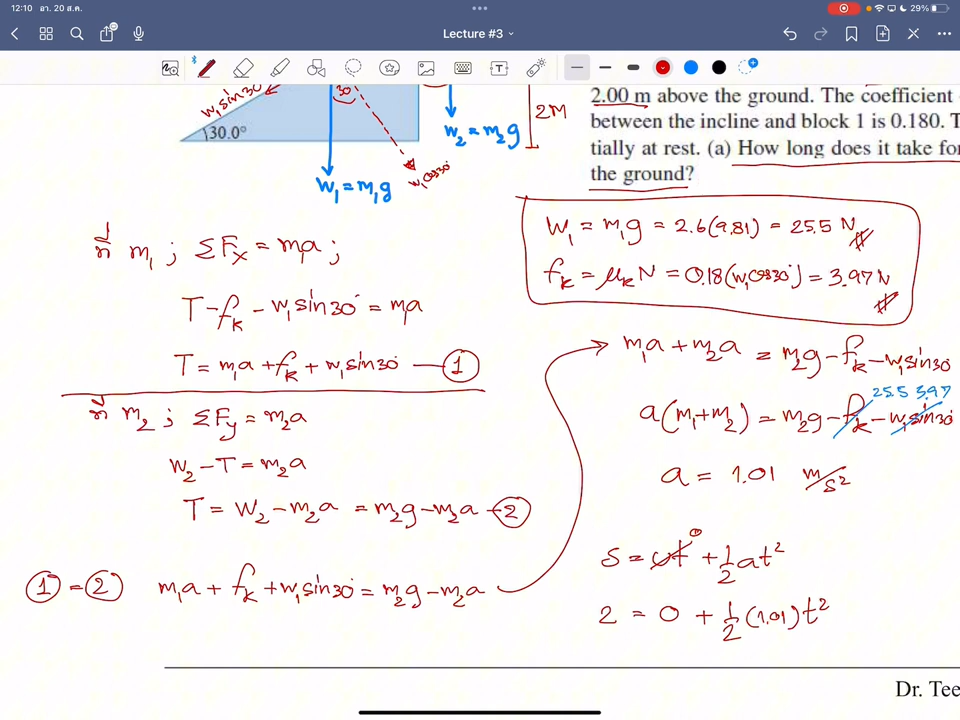 12:10 อา. 20 ส.ค.
29%
Lecture #3
W₁sin30
30
30.0°
W₁ = m₁g
W₁cos30
W₂ = m₂g
2M
2.00 m above the ground. The coefficient
between the incline and block 1 is 0.180. T
tially at rest. (a) How long does it take for
the ground?
W₁ = m₁g = 2.6(9.81) = 25.5 N
fₖ = μₖN = 0.18(W₁cos30°) = 3.97 N
ที่ m₁ ; ΣFₓ = m₁a ;
T - fₖ - W₁sin30 = m₁a
T = m₁a + fₖ + W₁sin30 — ①
ที่ m₂ ; ΣFy = m₂a
W₂ - T = m₂a
T = W₂ - m₂a = m₂g - m₂a — ②
① = ② m₁a + fₖ + W₁sin30 = m₂g - m₂a
m₁a + m₂a = m₂g - fₖ - W₁sin30
25.5 3.97
a(m₁+m₂) = m₂g - fₖ - W₁sin30
a = 1.01 m/s²
0
S = ut + 1/2 at²
2 = 0 + 1/2 (1.01)t²
Dr. Tee